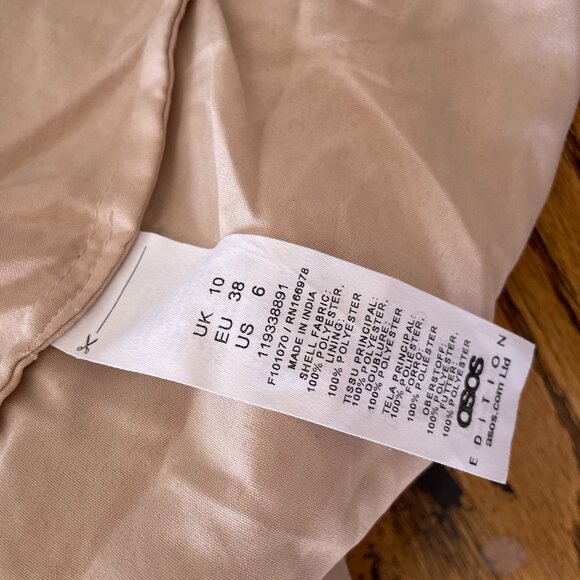 UK 10
EU 38
US 6
119338891
F101070 / RN166978
MADE IN INDIA
SHELL FABRIC:
100% POLYESTER.
LINING:
100% POLYESTER
TISSU PRINCIPAL:
100% POLYESTER.
DOUBLURE:
100% POLYESTER
TELA PRINCIPAL:
100% POLIÉSTER.
FORRO:
100% POLIÉSTER
OBERSTOFF:
100% POLYESTER.
FUTTER:
100% POLYESTER
asos
EDITION
asos.com Ltd